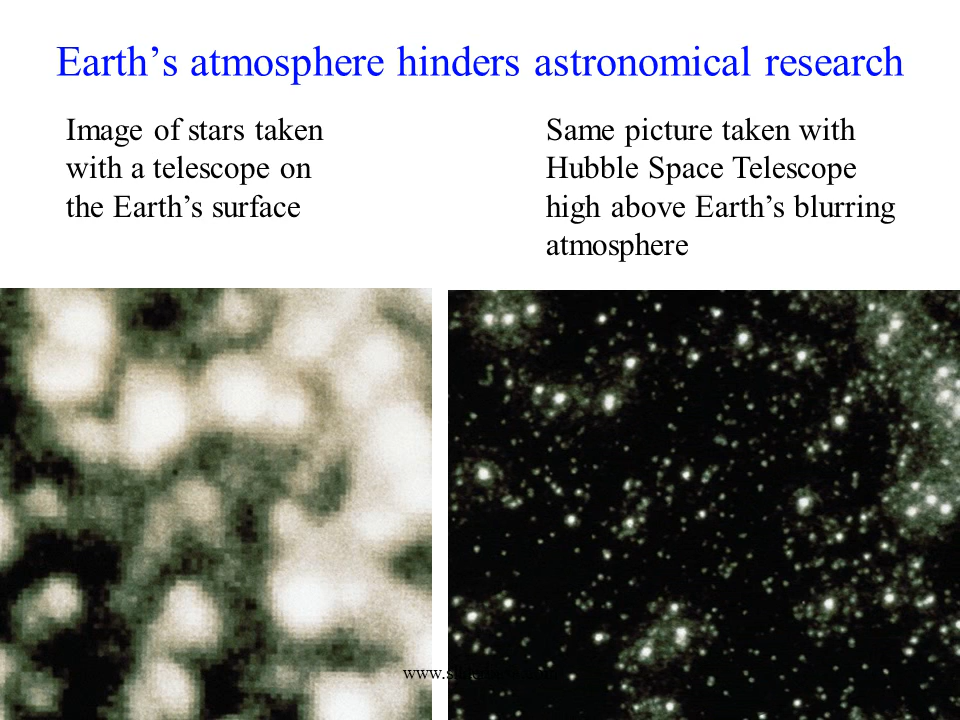 Earth’s atmosphere hinders astronomical research
Image of stars taken
with a telescope on
the Earth’s surface
Same picture taken with
Hubble Space Telescope
high above Earth’s blurring
atmosphere